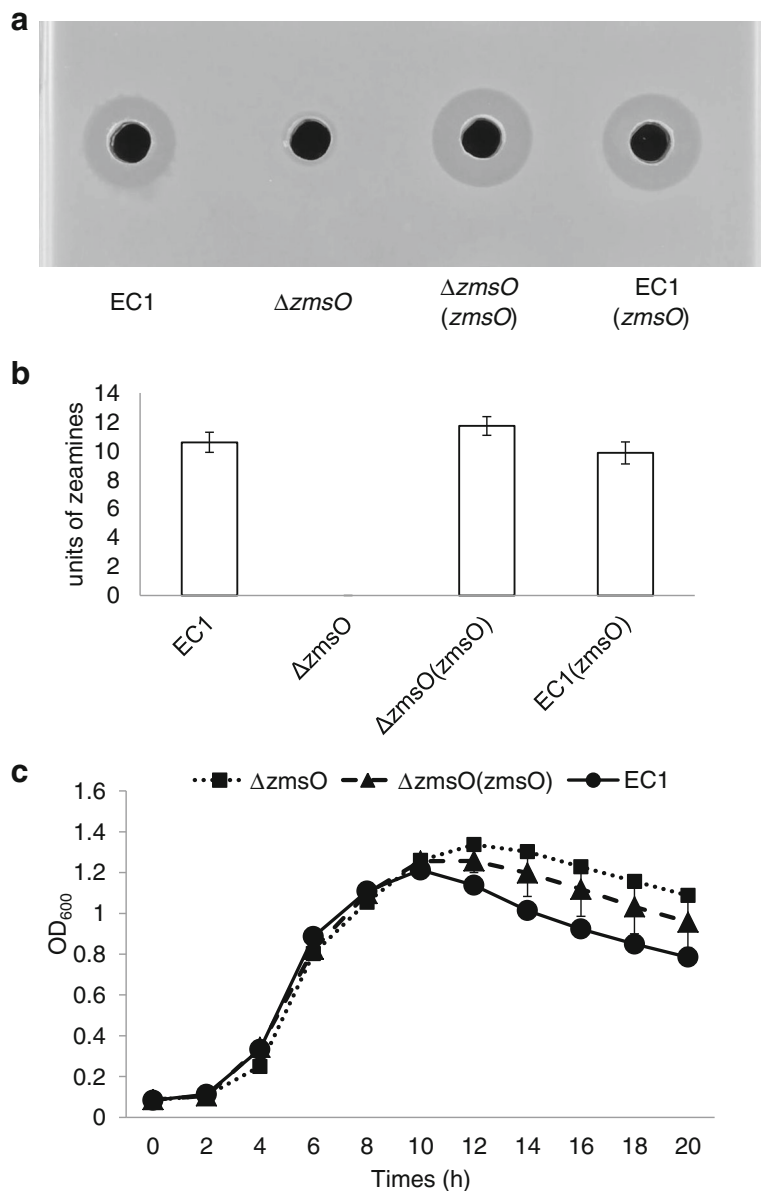 a
EC1
ΔzmsO
ΔzmsO
(zmsO)
EC1
(zmsO)
b
units of zeamines
14
12
10
8
6
4
2
0
EC1
ΔzmsO
ΔzmsO(zmsO)
EC1(zmsO)
c
ΔzmsO ΔzmsO(zmsO) EC1
OD600
1.6
1.4
1.2
1
0.8
0.6
0.4
0.2
0
0 2 4 6 8 10 12 14 16 18 20
Times (h)